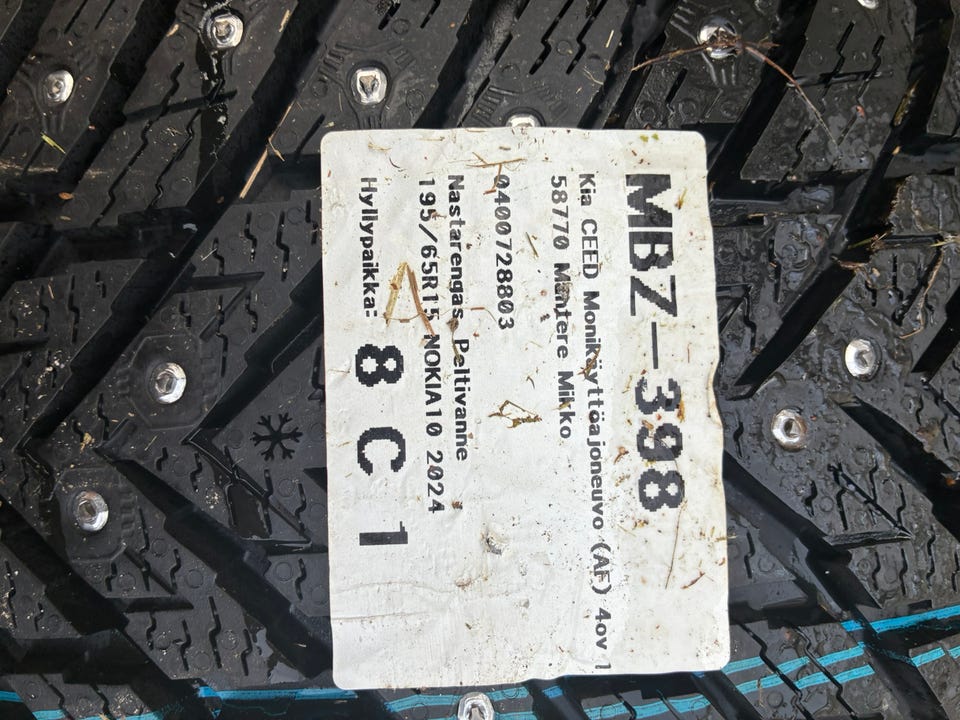 MBZ-398
Kia CEED Monikäyttöajoneuvo (AF) 4ov 1
58770 Mantere Mikko
0400728803
Nastarengas, Peltivanne
195/65R15 NOKIA10 2024
Hyllypaikka: 8 C 1